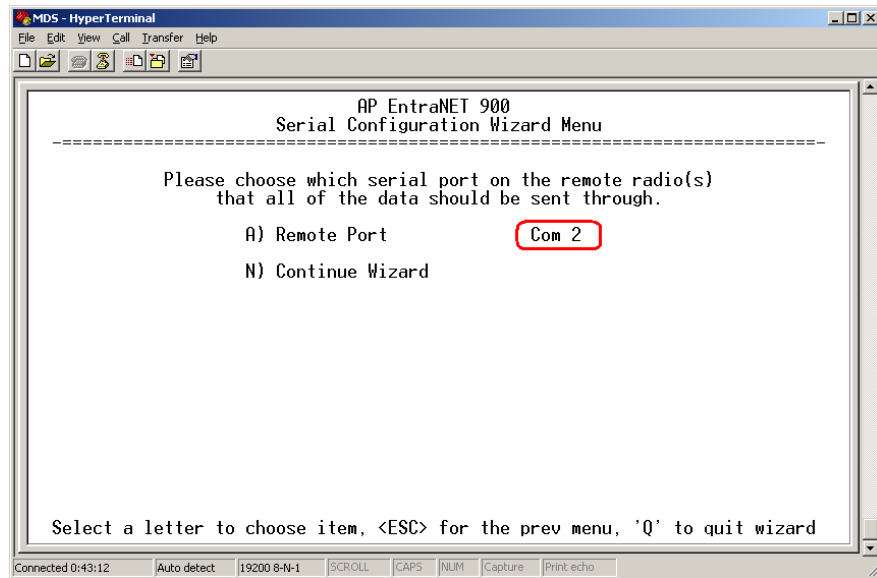 MDS - HyperTerminal
File Edit View Call Transfer Help
AP EntraNET 900
Serial Configuration Wizard Menu
-==========================================================================-
Please choose which serial port on the remote radio(s)
that all of the data should be sent through.
A) Remote Port Com 2
N) Continue Wizard
Select a letter to choose item, <ESC> for the prev menu, 'Q' to quit wizard
Connected 0:43:12 Auto detect 19200 8-N-1 SCROLL CAPS NUM Capture Print echo